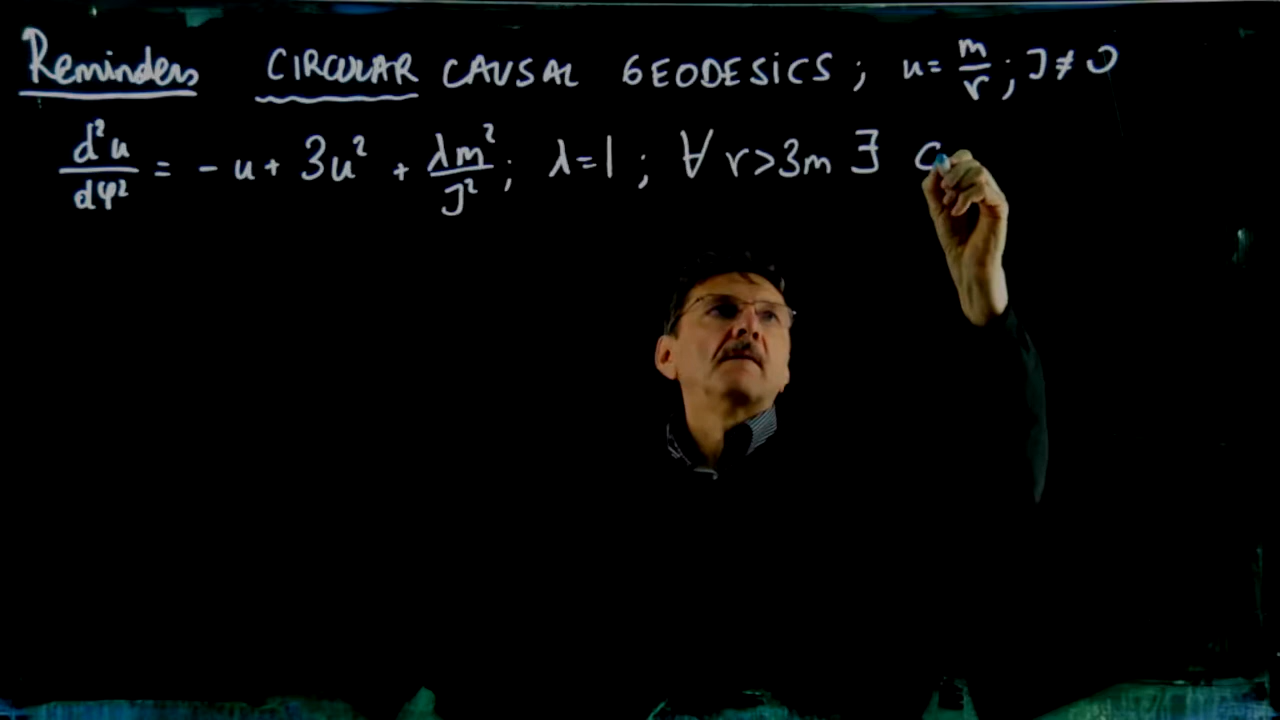 Reminders CIRCULAR CAUSAL GEODESICS ; u = m/r ; J ≠ 0
d²u/dφ² = - u + 3u² + λm²/J² ; λ=1 ; ∀ r>3m ∃ C